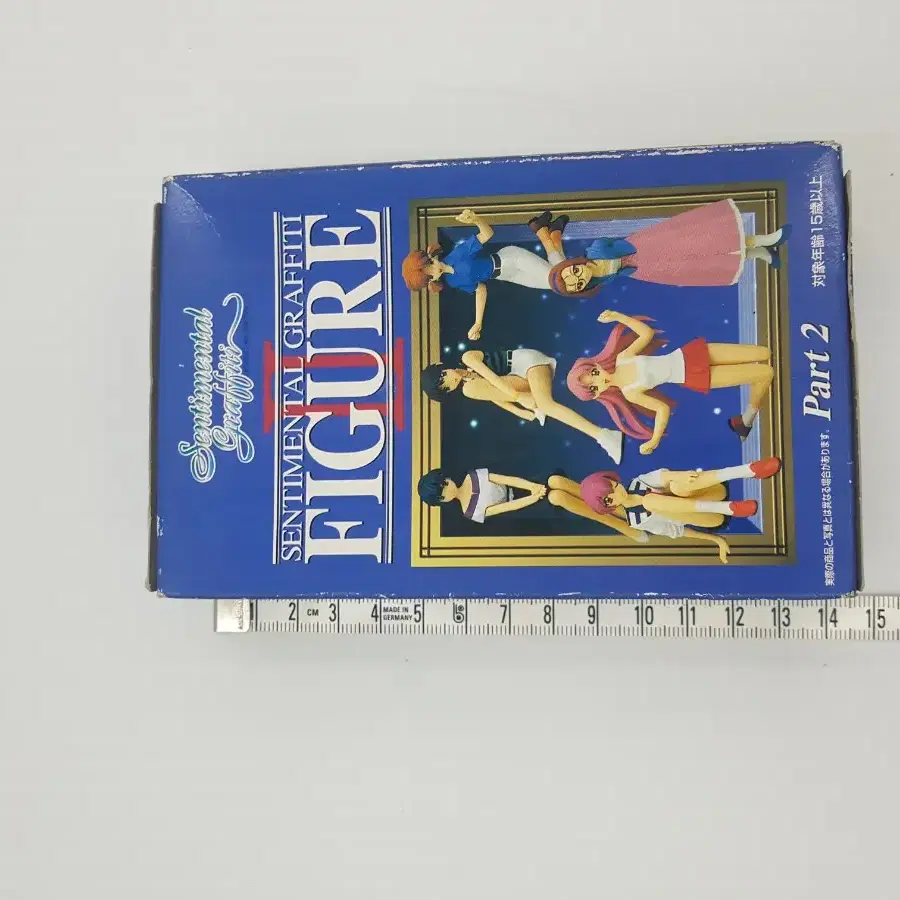 Sentimental
Graffiti
SENTIMENTAL GRAFFITI
FIGURE
II
Part 2
対象年齢15歳以上
実際の商品と写真とは異なる場合があります。
1 2 CM 3 4 MADE IN GERMANY 5 6 7 8 9 10 11 12 13 14 15